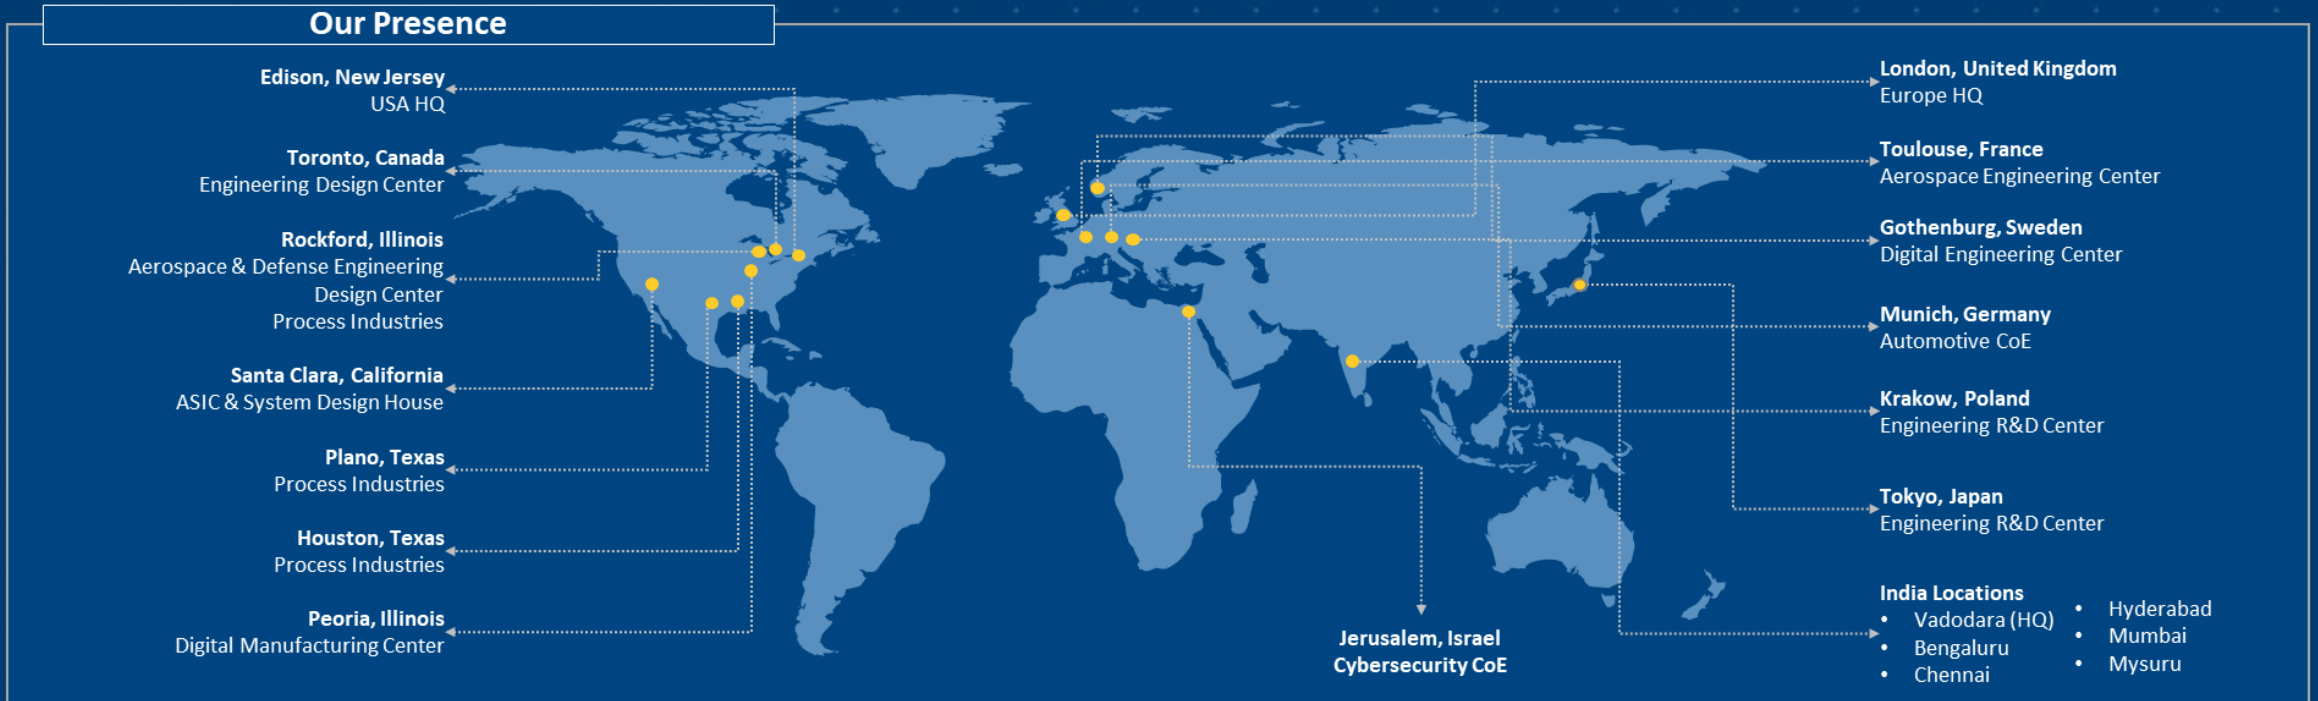 Our Presence
Edison, New Jersey
USA HQ
Toronto, Canada
Engineering Design Center
Rockford, Illinois
Aerospace & Defense Engineering
Design Center
Process Industries
Santa Clara, California
ASIC & System Design House
Plano, Texas
Process Industries
Houston, Texas
Process Industries
Peoria, Illinois
Digital Manufacturing Center
Jerusalem, Israel
Cybersecurity CoE
London, United Kingdom
Europe HQ
Toulouse, France
Aerospace Engineering Center
Gothenburg, Sweden
Digital Engineering Center
Munich, Germany
Automotive CoE
Krakow, Poland
Engineering R&D Center
Tokyo, Japan
Engineering R&D Center
India Locations
• Vadodara (HQ)
• Bengaluru
• Chennai
• Hyderabad
• Mumbai
• Mysuru